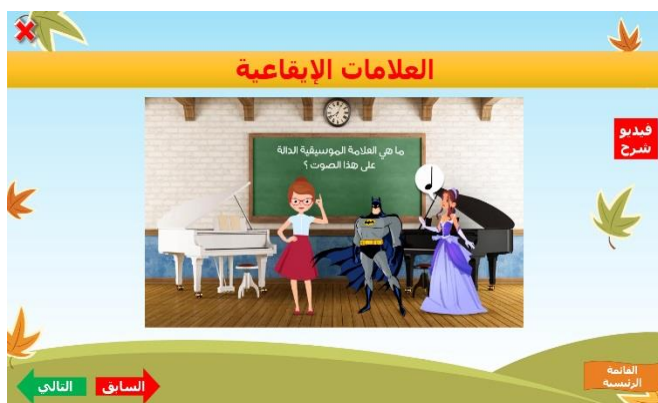 العلامات الإيقاعية
فيديو
شرح
ما هي العلامة الموسيقية الدالة
على هذا الصوت ؟
القائمة
الرئيسية
السابق
التالي